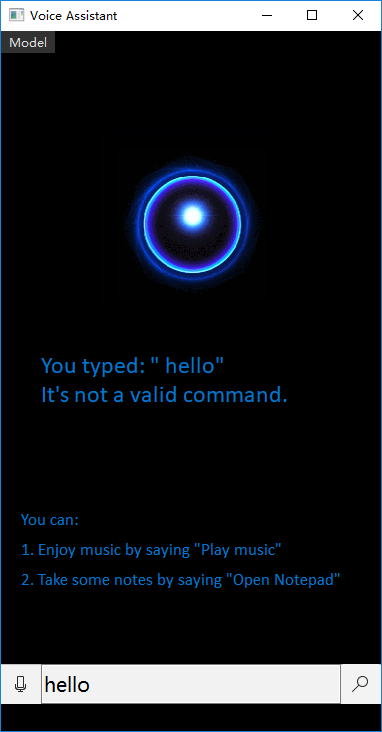 Voice Assistant
Model
You typed: " hello"
It's not a valid command.
You can:
1. Enjoy music by saying "Play music"
2. Take some notes by saying "Open Notepad"
hello